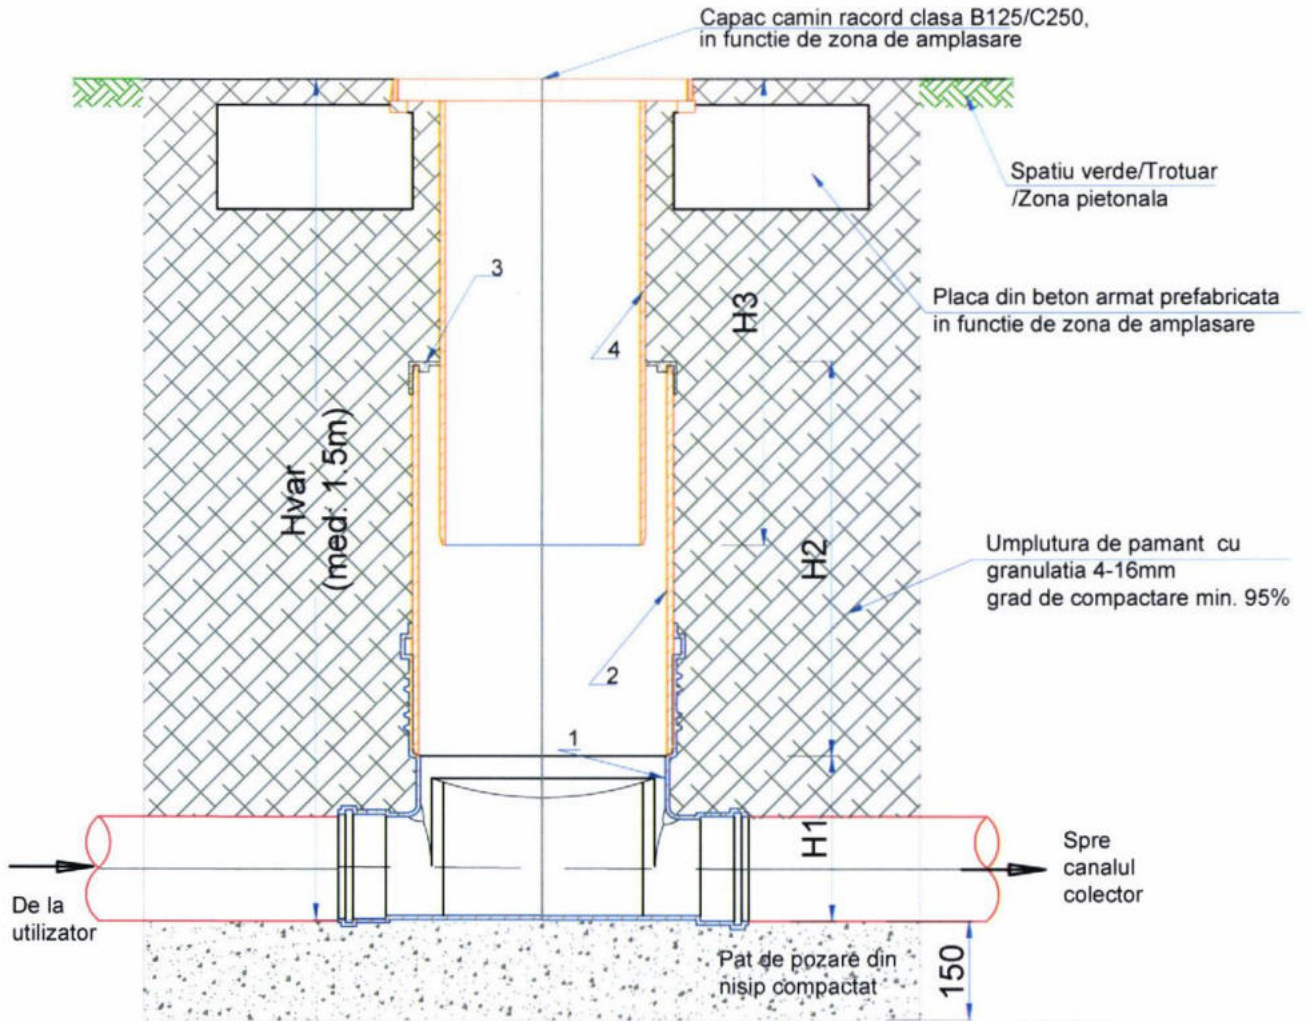 Capac camin racord clasa B125/C250,
in functie de zona de amplasare
Spatiu verde/Trotuar
/Zona pietonala
3
H3
Placa din beton armat prefabricata
in functie de zona de amplasare
4
Hvar
(med. 1.5m)
H2
Umplutura de pamant cu
granulatia 4-16mm
grad de compactare min. 95%
2
1
H1
Spre
canalul
colector
De la
utilizator
Pat de pozare din
nisip compactat
150